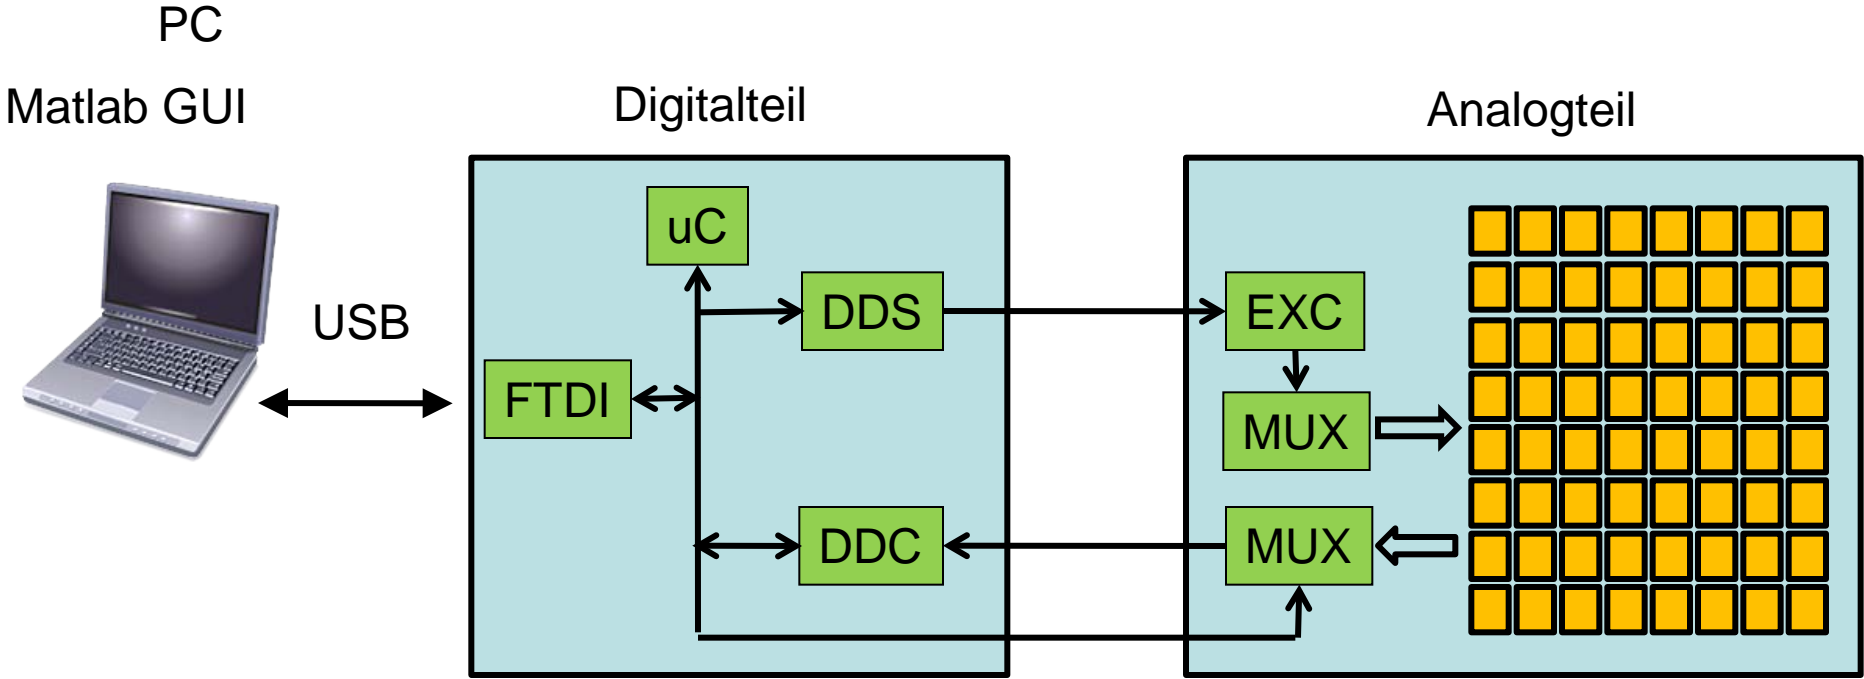 PC
Matlab GUI
Digitalteil
Analogteil
uC
DDS
EXC
USB
FTDI
MUX
DDC
MUX